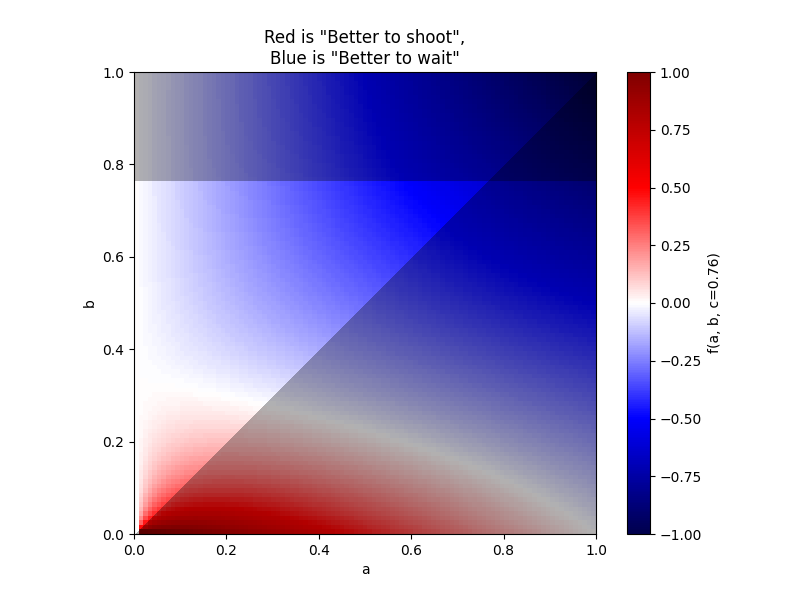 Red is "Better to shoot",
Blue is "Better to wait"
1.0
0.8
0.6
0.4
0.2
0.0
b
0.0 0.2 0.4 0.6 0.8 1.0
a
1.00
0.75
0.50
0.25
0.00
−0.25
−0.50
−0.75
−1.00
f(a, b, c=0.76)